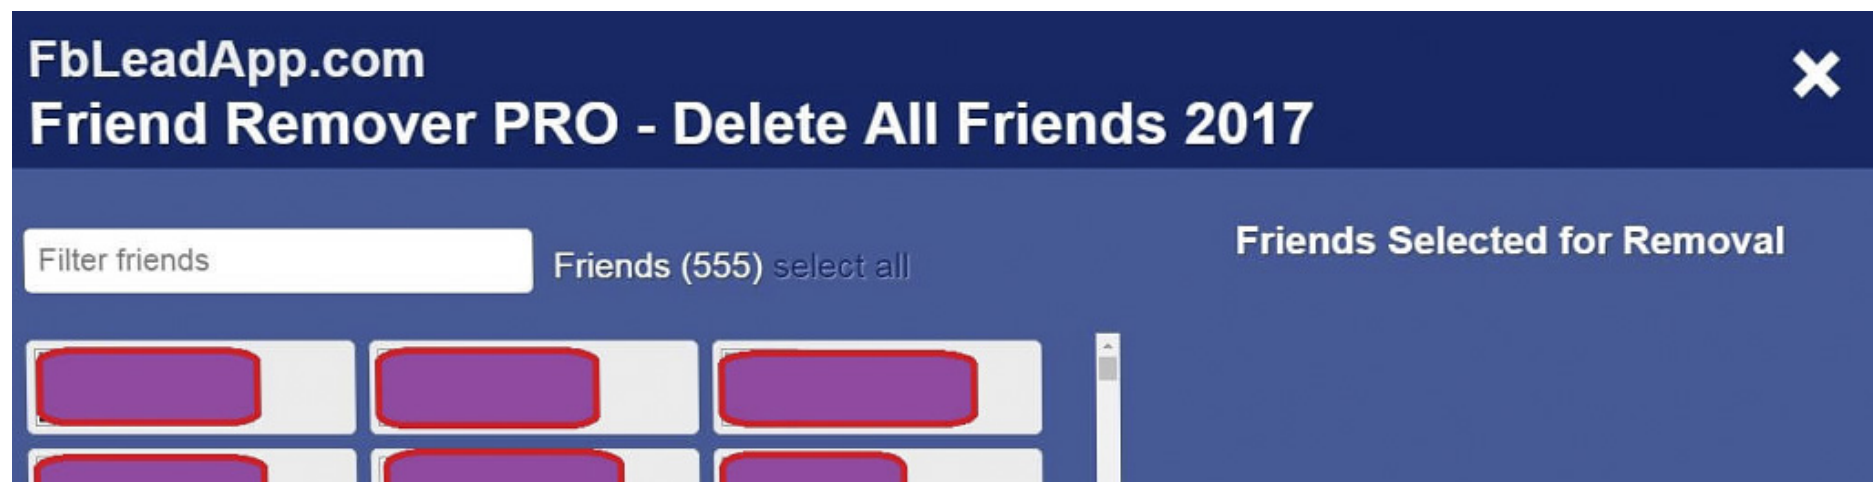 FbLeadApp.com
Friend Remover PRO - Delete All Friends 2017
Filter friends
Friends (555) select all
Friends Selected for Removal